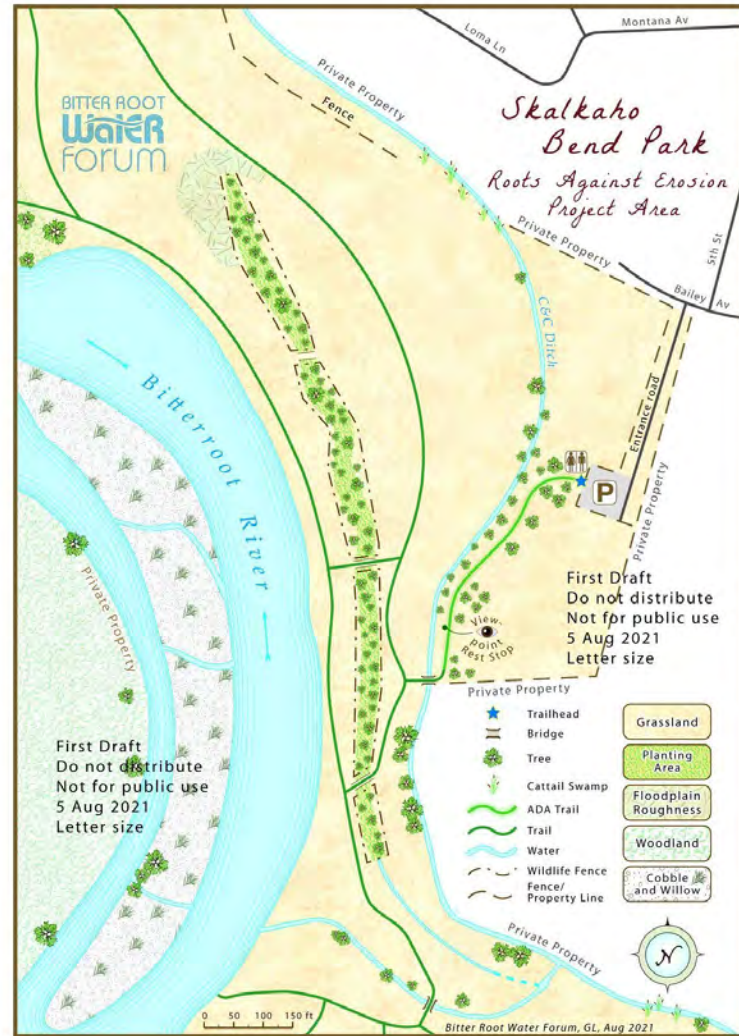 Montana Av
Loma Ln
BITTER ROOT
WATER
FORUM
Private Property
Fence
Skalkaho
Bend Park
Roots Against Erosion
Project Area
Private Property
5th St
Bailey Av
C&C Ditch
Entrance road
Bitterroot River
P
Private Property
Private Property
First Draft
Do not distribute
Not for public use
5 Aug 2021
Letter size
View-
point
Rest Stop
Private Property
Trailhead
Bridge
Tree
Cattail Swamp
ADA Trail
Trail
Water
Wildlife Fence
Fence/
Property Line
Grassland
Planting
Area
Floodplain
Roughness
Woodland
Cobble
and Willow
First Draft
Do not distribute
Not for public use
5 Aug 2021
Letter size
Private Property
N
0 50 100 150 ft
Bitter Root Water Forum, GL, Aug 2021